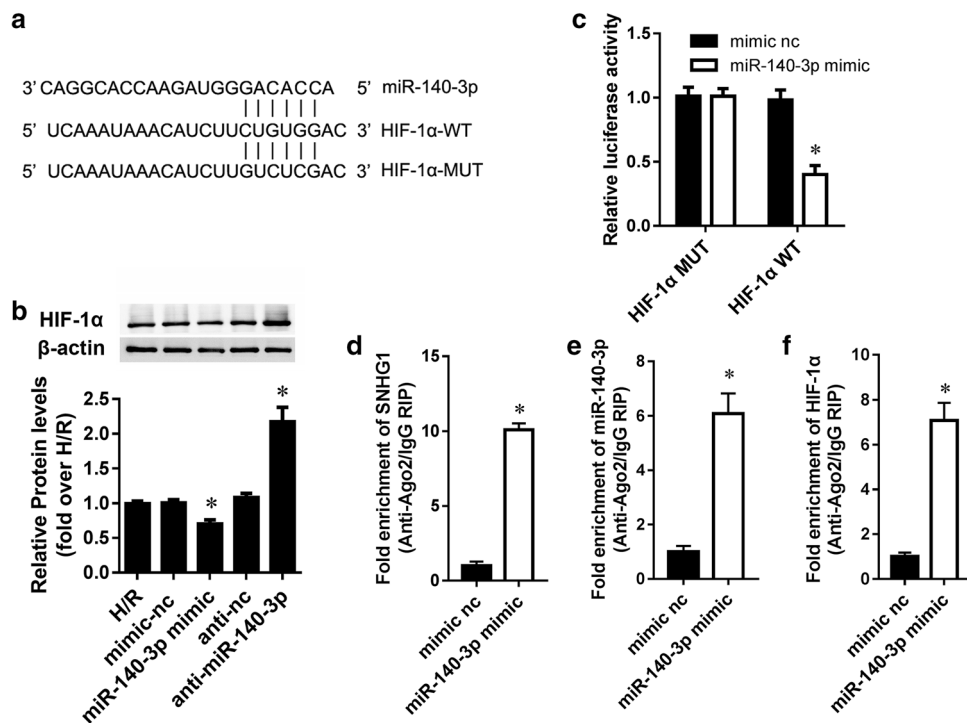 a
3' CAGGCACCAAGAUGGGACACCA 5' miR-140-3p
5' UCAAAUAAACAUCUUCUGUGGAC 3' HIF-1α-WT
5' UCAAAUAAACAUCUUGUCUCGAC 3' HIF-1α-MUT
c
mimic nc
miR-140-3p mimic
Relative luciferase activity
1.5
1.0
0.5
0.0
*
HIF-1α MUT
HIF-1α WT
b
HIF-1α
β-actin
Relative Protein levels
(fold over H/R)
2.5
2.0
1.5
1.0
0.5
0.0
*
*
H/R
mimic-nc
miR-140-3p mimic
anti-nc
anti-miR-140-3p
d
Fold enrichment of SNHG1
(Anti-Ago2/IgG RIP)
15
10
5
0
*
mimic nc
miR-140-3p mimic
e
Fold enrichment of miR-140-3p
(Anti-Ago2/IgG RIP)
8
6
4
2
0
*
mimic nc
miR-140-3p mimic
f
Fold enrichment of HIF-1α
(Anti-Ago2/IgG RIP)
10
8
6
4
2
0
*
mimic nc
miR-140-3p mimic